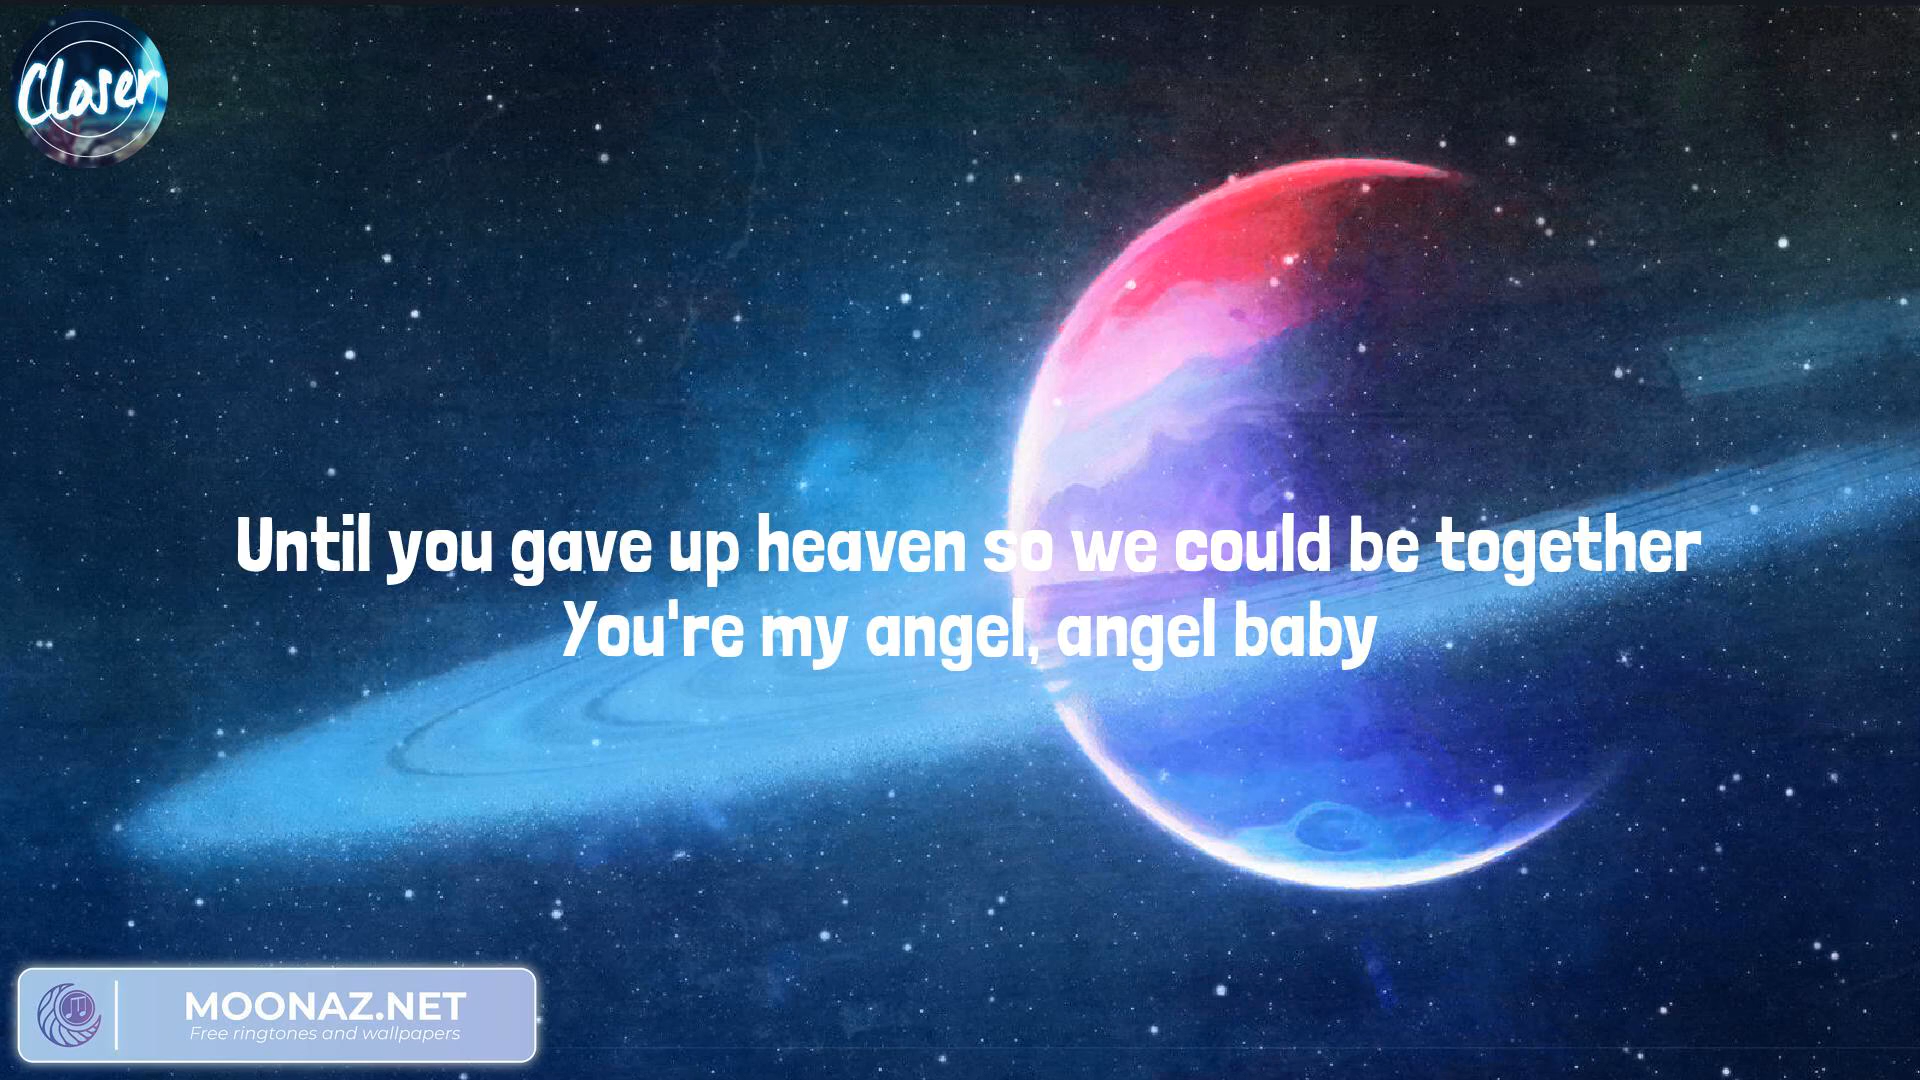 Closer
Until you gave up heaven so we could be together
You're my angel, angel baby
MOONAZ.NET
Free ringtones and wallpapers